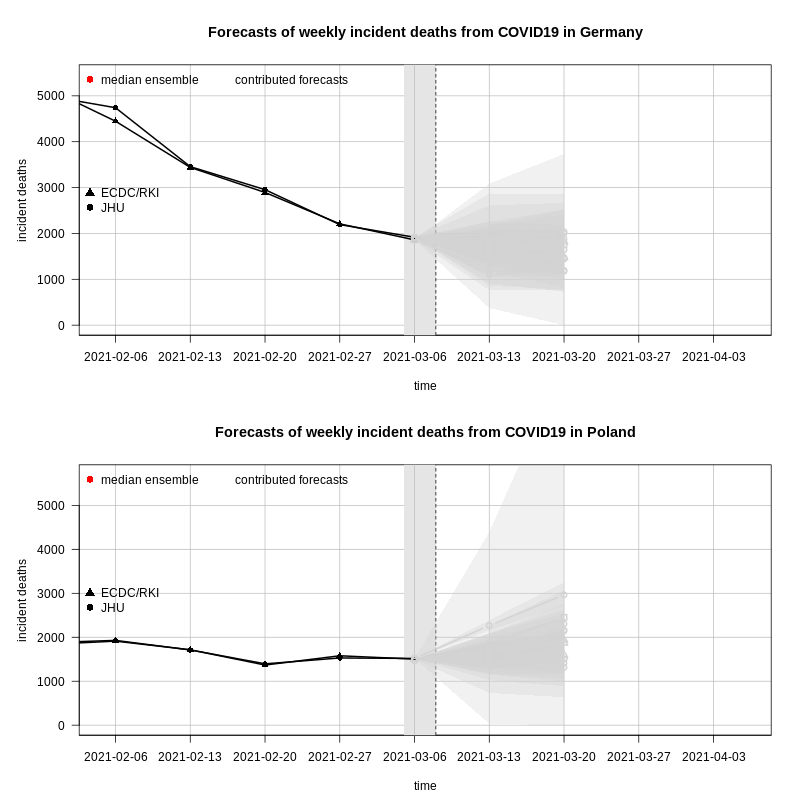 Forecasts of weekly incident deaths from COVID19 in Germany
median ensemble contributed forecasts
5000
4000
3000
2000
1000
0
incident deaths
ECDC/RKI
JHU
2021-02-06 2021-02-13 2021-02-20 2021-02-27 2021-03-06 2021-03-13 2021-03-20 2021-03-27 2021-04-03
time
Forecasts of weekly incident deaths from COVID19 in Poland
median ensemble contributed forecasts
5000
4000
3000
2000
1000
0
incident deaths
ECDC/RKI
JHU
2021-02-06 2021-02-13 2021-02-20 2021-02-27 2021-03-06 2021-03-13 2021-03-20 2021-03-27 2021-04-03
time